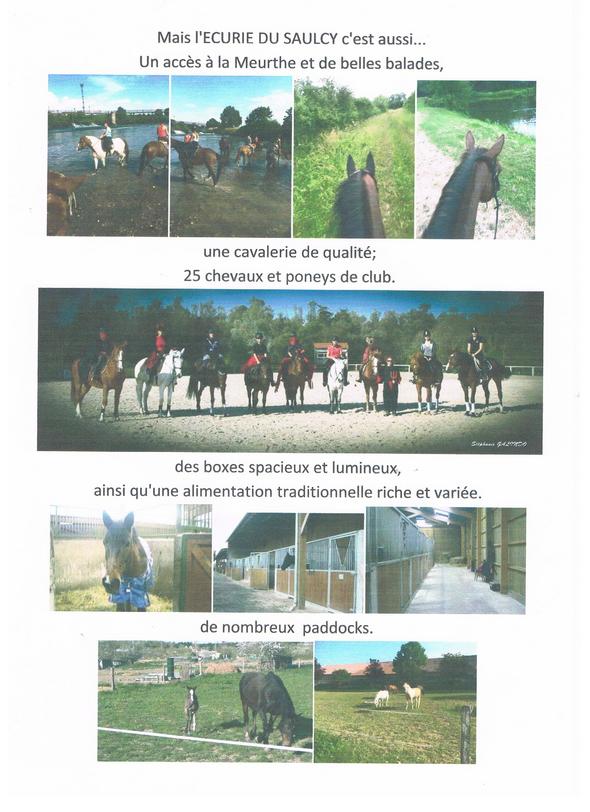 Mais l'ECURIE DU SAULCY c'est aussi...
Un accès à la Meurthe et de belles balades,
une cavalerie de qualité;
25 chevaux et poneys de club.
Stéphanie GALINDO
des boxes spacieux et lumineux,
ainsi qu'une alimentation traditionnelle riche et variée.
de nombreux paddocks.